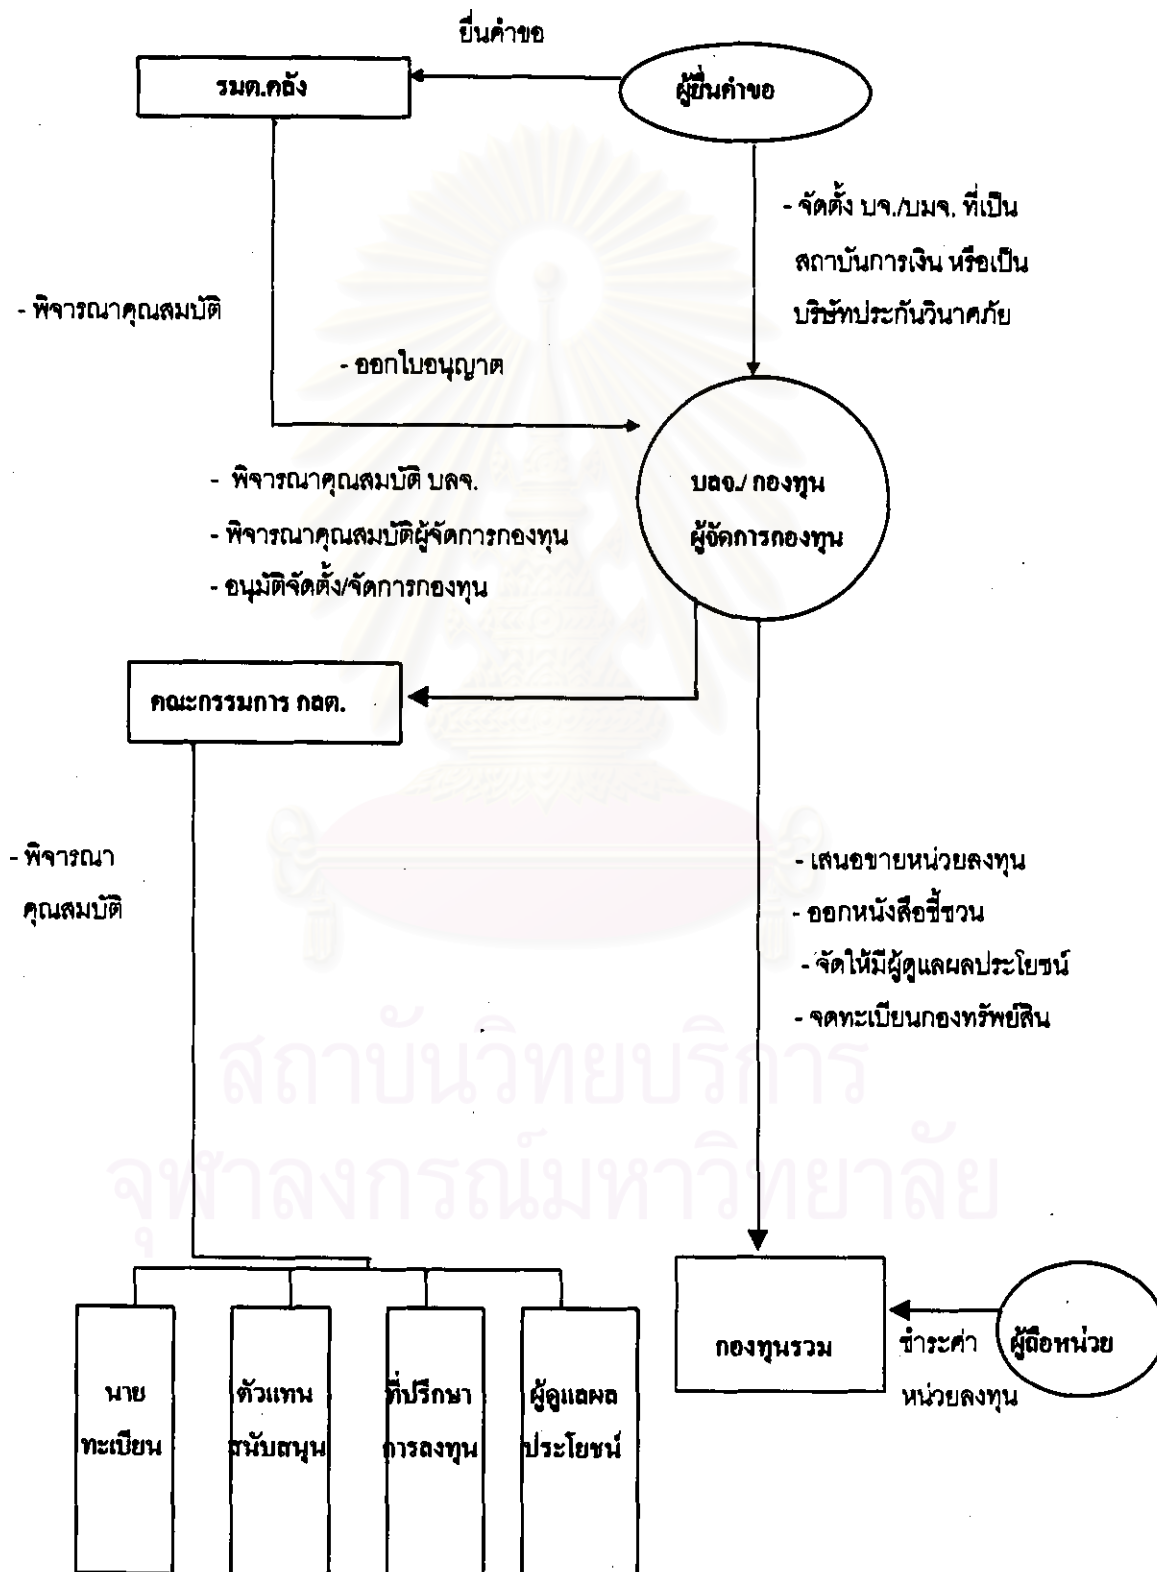 ยื่นคำขอ
รมต.คลัง
ผู้ยื่นคำขอ
- จัดตั้ง บจ./บมจ. ที่เป็น
สถาบันการเงิน หรือเป็น
บริษัทประกันวินาศภัย
- พิจารณาคุณสมบัติ
- ออกใบอนุญาต
- พิจารณาคุณสมบัติ บลจ.
- พิจารณาคุณสมบัติผู้จัดการกองทุน
- อนุมัติจัดตั้ง/จัดการกองทุน
บลจ./ กองทุน
ผู้จัดการกองทุน
คณะกรรมการ กลต.
- พิจารณา
คุณสมบัติ
- เสนอขายหน่วยลงทุน
- ออกหนังสือชี้ชวน
- จัดให้มีผู้ดูแลผลประโยชน์
- จดทะเบียนกองทรัพย์สิน
สถาบันวิทยบริการ
จุฬาลงกรณ์มหาวิทยาลัย
นาย
ทะเบียน
ตัวแทน
สนับสนุน
ที่ปรึกษา
การลงทุน
ผู้ดูแลผล
ประโยชน์
กองทุนรวม
ชำระค่า
หน่วยลงทุน
ผู้ถือหน่วย